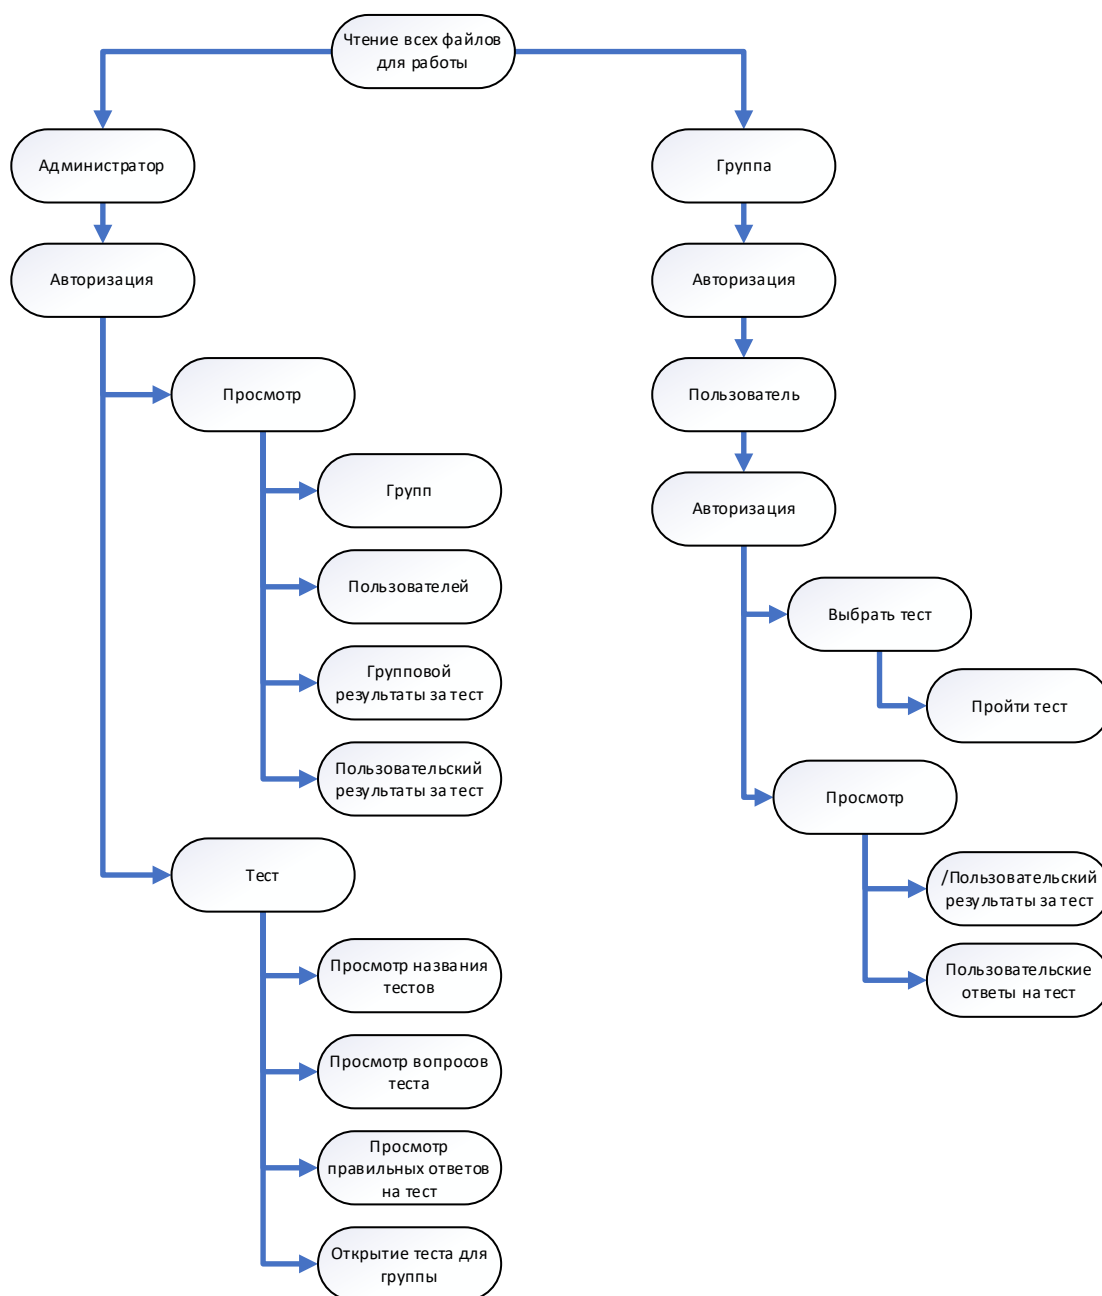 Чтение всех файлов
для работы
Администратор
Группа
Авторизация
Авторизация
Просмотр
Пользователь
Групп
Авторизация
Пользователей
Выбрать тест
Групповой
результаты за тест
Пройти тест
Пользовательский
результаты за тест
Просмотр
Тест
/Пользовательский
результаты за тест
Просмотр названия
тестов
Пользовательские
ответы на тест
Просмотр вопросов
теста
Просмотр
правильных ответов
на тест
Открытие теста для
группы